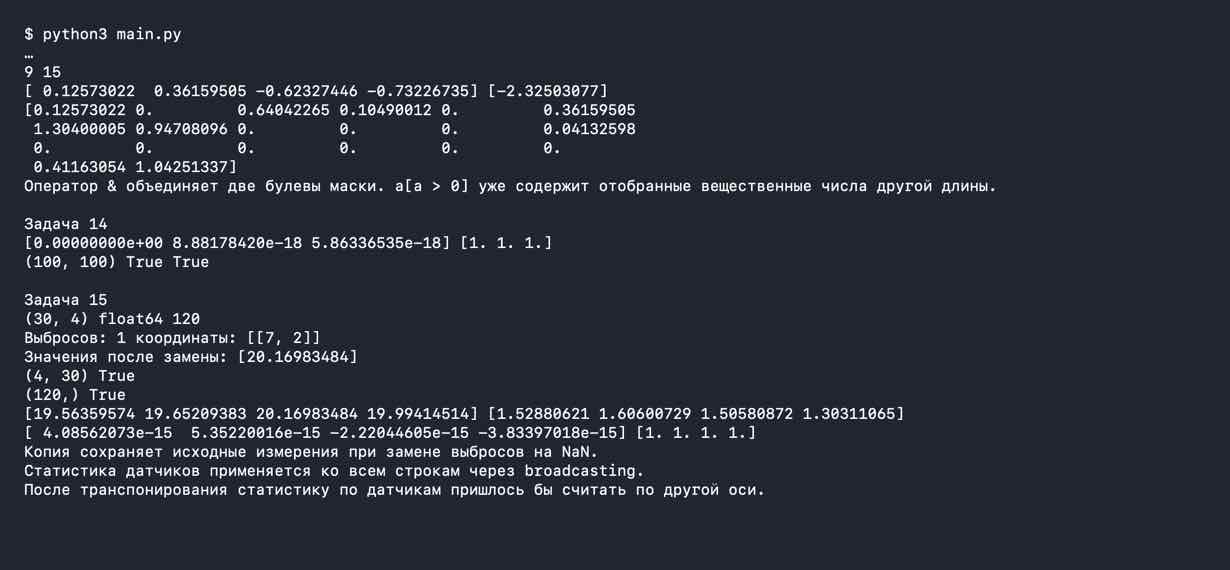 $ python3 main.py
…
9 15
[ 0.12573022  0.36159505 -0.62327446 -0.73226735] [-2.32503077]
[0.12573022 0.         0.64042265 0.10490012 0.         0.36159505
 1.30400005 0.94708096 0.         0.         0.         0.04132598
 0.         0.         0.         0.         0.         0.
 0.41163054 1.04251337]
Оператор & объединяет две булевы маски. a[a > 0] уже содержит отобранные вещественные числа другой длины.

Задача 14
[0.00000000e+00 8.88178420e-18 5.86336535e-18] [1. 1. 1.]
(100, 100) True True

Задача 15
(30, 4) float64 120
Выбросов: 1 координаты: [[7, 2]]
Значения после замены: [20.16983484]
(4, 30) True
(120,) True
[19.56359574 19.65209383 20.16983484 19.99414514] [1.52880621 1.60600729 1.50580872 1.30311065]
[ 4.08562073e-15  5.35220016e-15 -2.22044605e-15 -3.83397018e-15] [1. 1. 1. 1.]
Копия сохраняет исходные измерения при замене выбросов на NaN.
Статистика датчиков применяется ко всем строкам через broadcasting.
После транспонирования статистику по датчикам пришлось бы считать по другой оси.